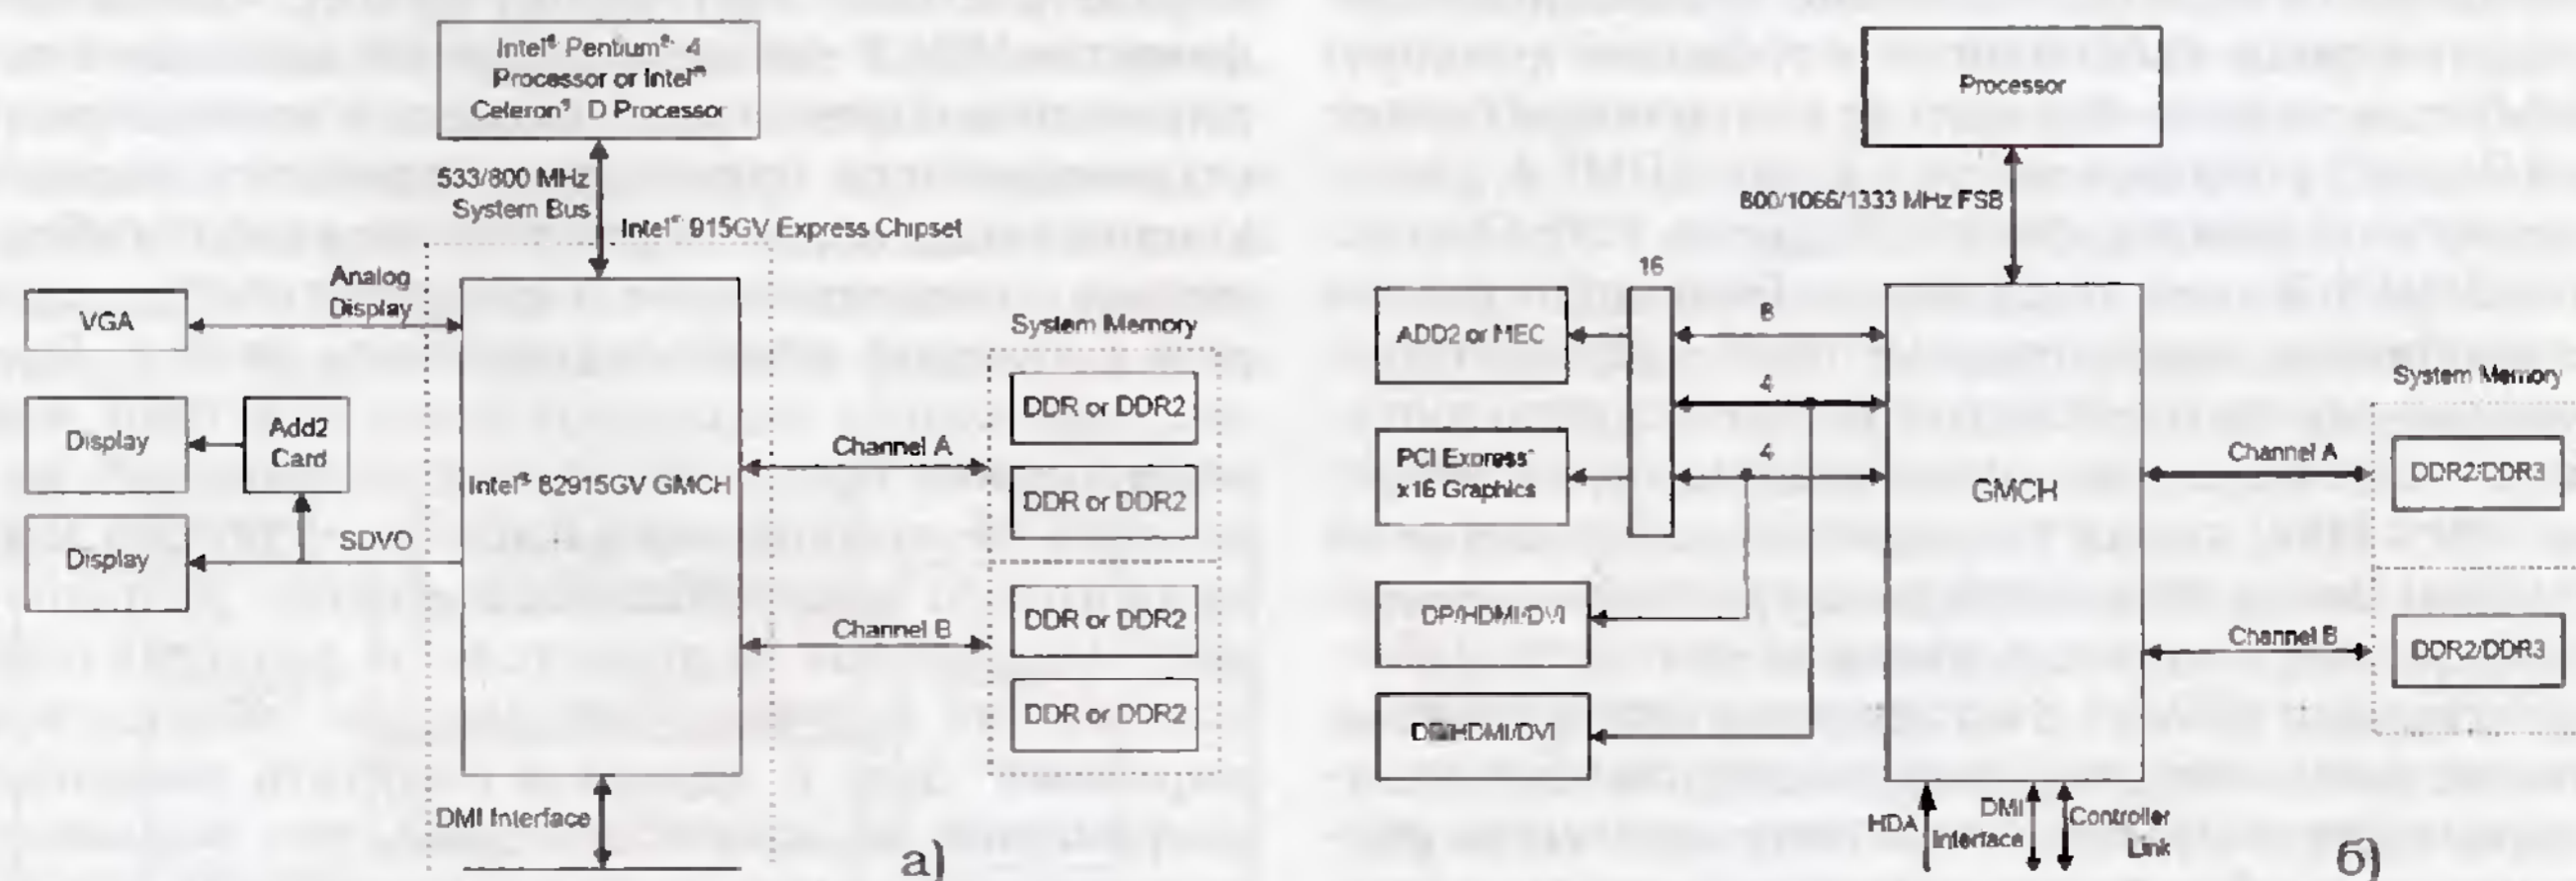 Intel® Pentium® 4
Processor or Intel®
Celeron® D Processor
533/800 MHz
System Bus
Intel® 915GV Express Chipset
Analog
Display
VGA
Display
Add2
Card
Display
SDVO
Intel® 82915GV GMCH
System Memory
Channel A
DDR or DDR2
DDR or DDR2
Channel B
DDR or DDR2
DDR or DDR2
DMI Interface
а)
Processor
800/1066/1333 MHz FSB
16
ADD2 or MEC
8
4
PCI Express
x16 Graphics
4
GMCH
System Memory
Channel A
DDR2/DDR3
Channel B
DDR2/DDR3
DP/HDMI/DVI
DP/HDMI/DVI
HDA
DMI
Interface
Controller
Link
б)